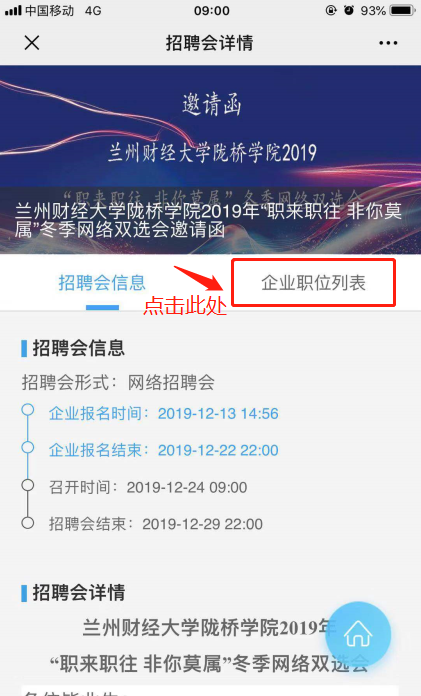 中国移动 4G 09:00 93%
招聘会详情
邀请函
兰州财经大学陇桥学院2019
“职来职往 非你莫属”冬季网络双选会
兰州财经大学陇桥学院2019年“职来职往 非你莫
属”冬季网络双选会邀请函
招聘会信息 企业职位列表
点击此处
招聘会信息
招聘会形式：网络招聘会
企业报名时间：2019-12-13 14:56
企业报名结束：2019-12-22 22:00
召开时间：2019-12-24 09:00
招聘会结束：2019-12-29 22:00
招聘会详情
兰州财经大学陇桥学院2019年
“职来职往 非你莫属”冬季网络双选会